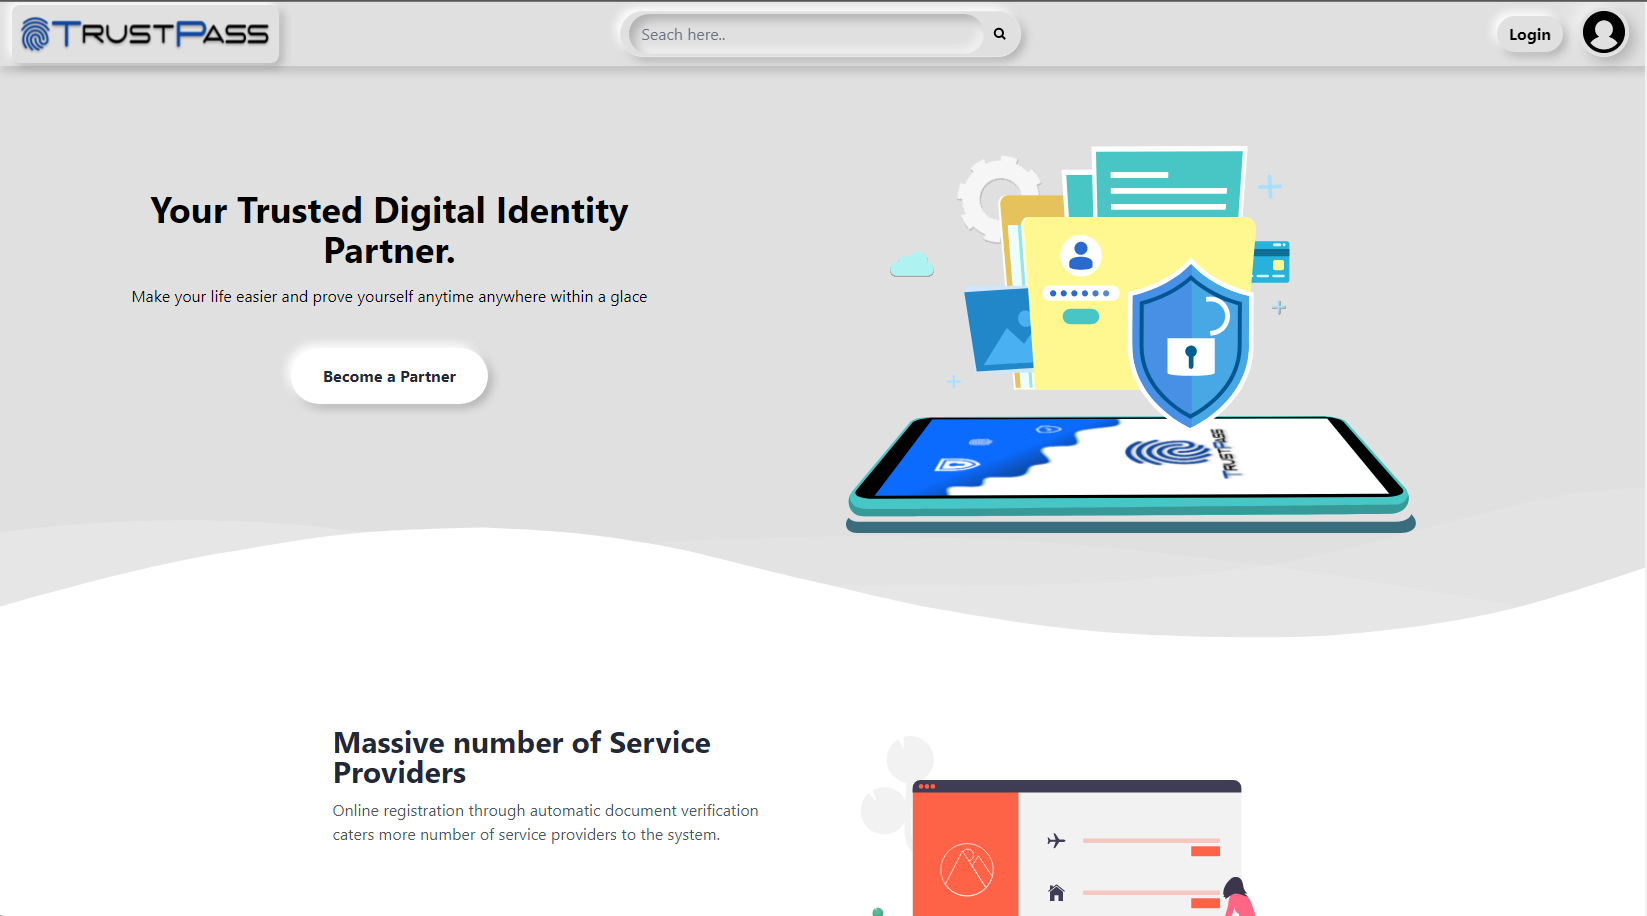 TRUSTPASS
Seach here..
Login
Your Trusted Digital Identity
Partner.
Make your life easier and prove yourself anytime anywhere within a glace
Become a Partner
TRUSTPASS
Massive number of Service
Providers
Online registration through automatic document verification
caters more number of service providers to the system.